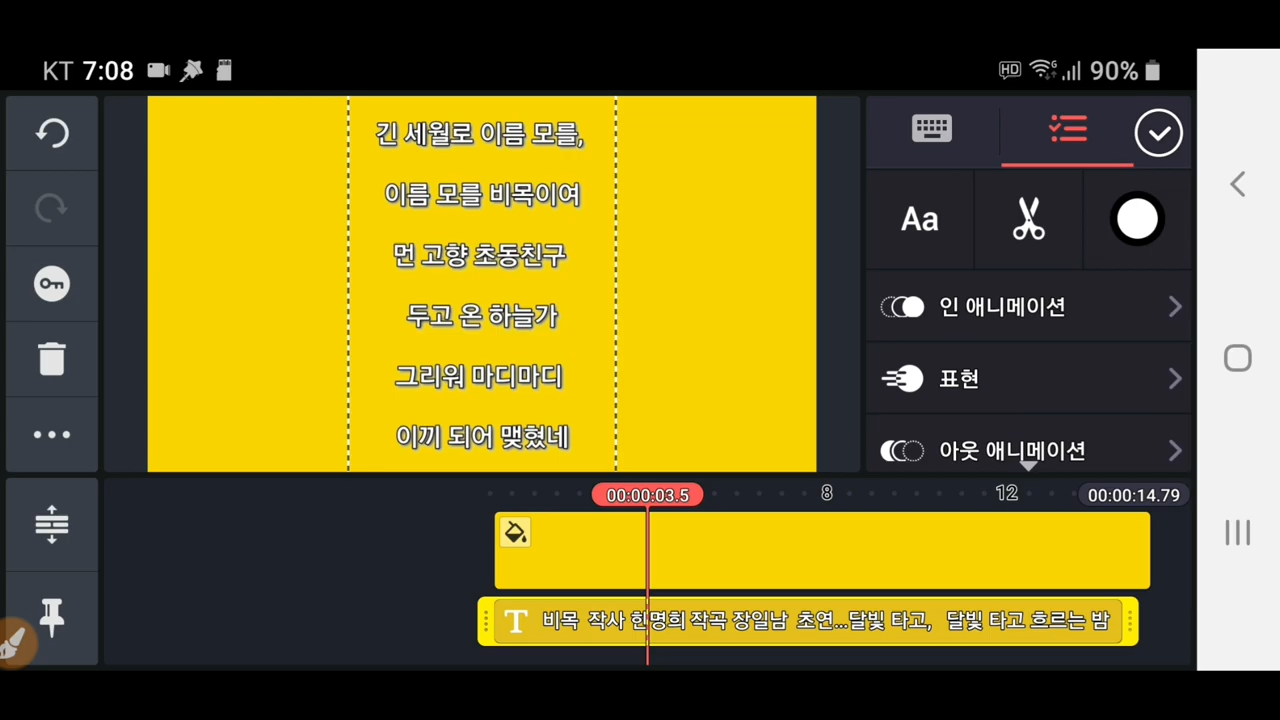 KT 7:08
HD 6 90%
긴 세월로 이름 모를,
이름 모를 비목이여
먼 고향 초동친구
두고 온 하늘가
그리워 마디마디
이끼 되어 맺혔네
Aa
인 애니메이션
표현
아웃 애니메이션
00:00:03.5
8
12
00:00:14.79
T 비목 작사 한명희 작곡 장일남 초연...달빛 타고, 달빛 타고 흐르는 밤